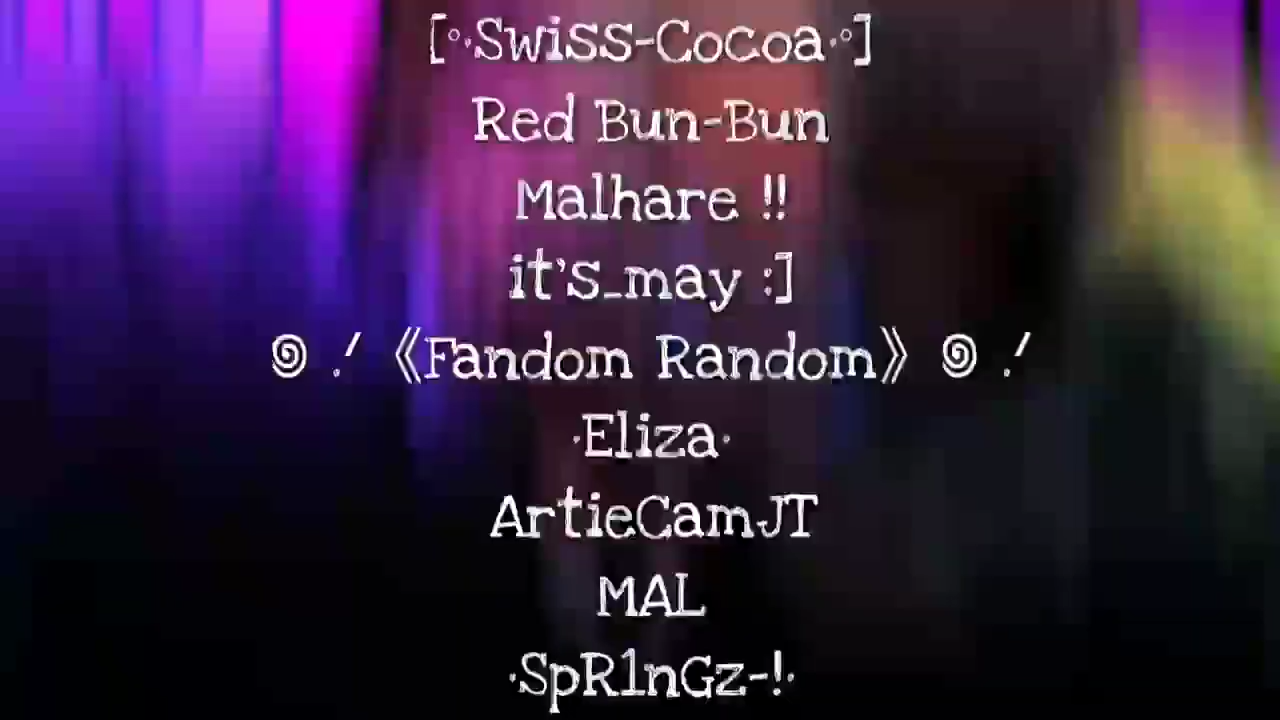 [°·Swiss-Cocoa·°]
Red Bun-Bun
Malhare !!
it's_may :]
๑ .ᐟ 《Fandom Random》 ๑ .ᐟ
·Eliza·
ArtieCamJT
MAL
·SpR1nGz-!·